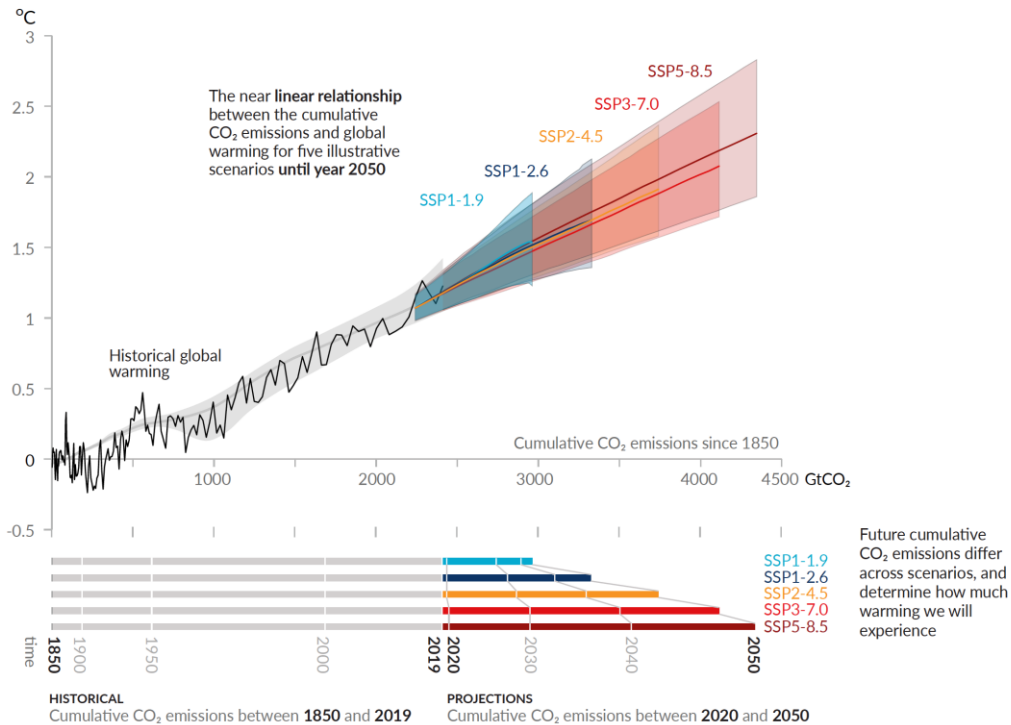 °C
3
2.5
2
1.5
1
0.5
0
-0.5
The near linear relationship
between the cumulative
CO₂ emissions and global
warming for five illustrative
scenarios until year 2050
SSP5-8.5
SSP3-7.0
SSP2-4.5
SSP1-2.6
SSP1-1.9
Historical global
warming
Cumulative CO₂ emissions since 1850
1000
2000
3000
4000
4500
GtCO₂
SSP1-1.9
SSP1-2.6
SSP2-4.5
SSP3-7.0
SSP5-8.5
Future cumulative
CO₂ emissions differ
across scenarios, and
determine how much
warming we will
experience
time
1850
1900
1950
2000
2019
2020
2030
2040
2050
HISTORICAL
Cumulative CO₂ emissions between 1850 and 2019
PROJECTIONS
Cumulative CO₂ emissions between 2020 and 2050